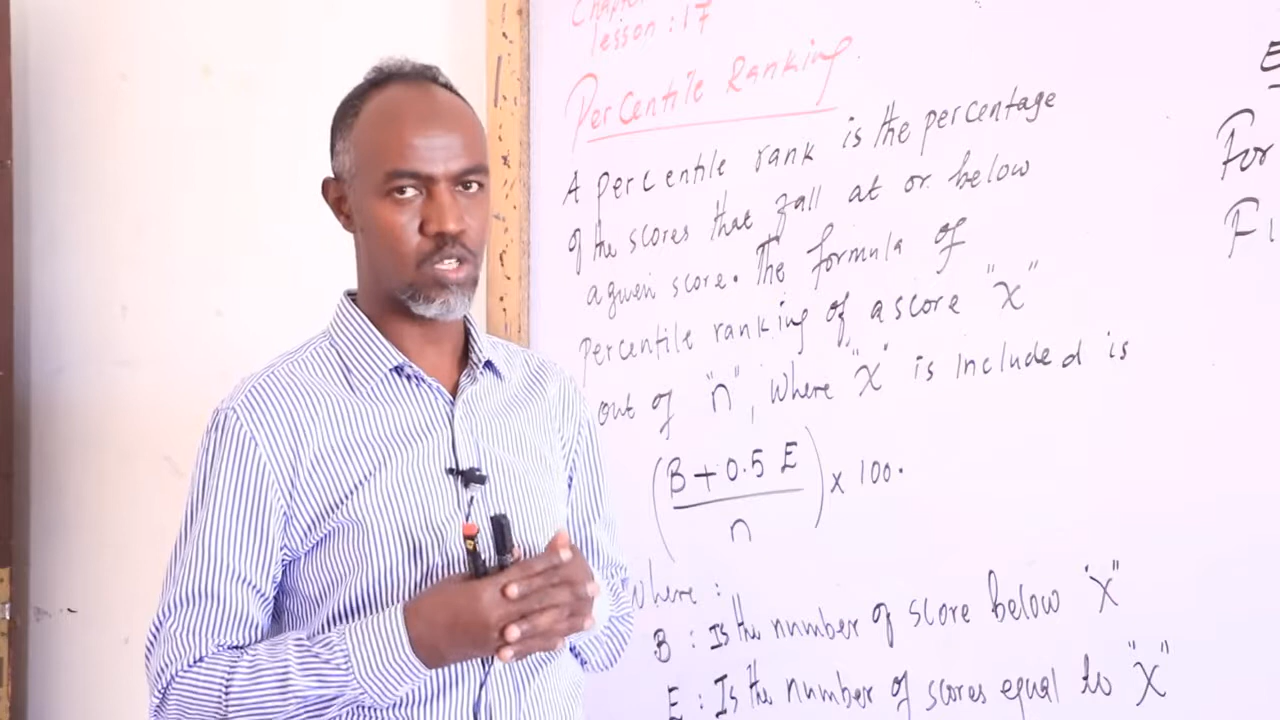 Chapter
lesson : 17
Percentile Ranking.
A percentile rank is the percentage
of the scores that fall at or below
a given score. The formula of
percentile ranking of a score "X"
out of "n", where "X" is included is
(B + 0.5 E / n) x 100.
Where :
B : Is the number of score below "X"
E : Is the number of scores equal to "X"
For